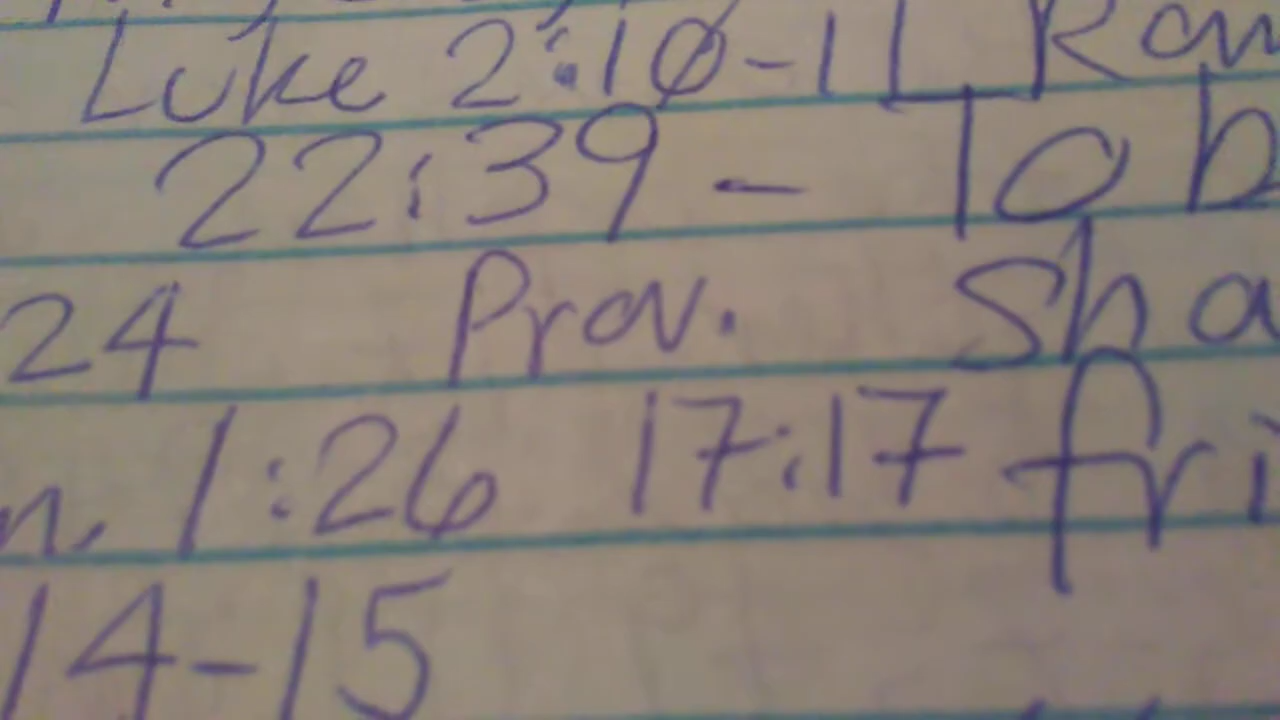 Luke 2:10-11
22:39 - To b
24 Prov. Sha
n. 1:26 17:17 fri
14-15